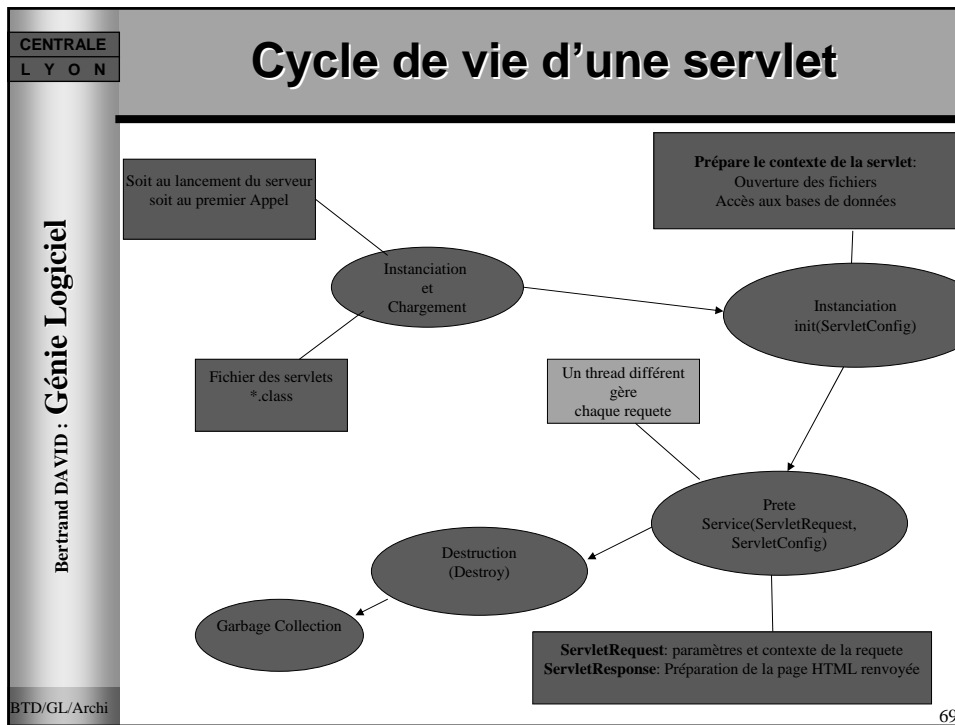 CENTRALE
L Y O N
Cycle de vie d'une servlet
Bertrand DAVID : Génie Logiciel
Soit au lancement du serveur
soit au premier Appel
Prépare le contexte de la servlet:
Ouverture des fichiers
Accès aux bases de données
Instanciation
et
Chargement
Instanciation
init(ServletConfig)
Fichier des servlets
*.class
Un thread différent
gère
chaque requete
Prete
Service(ServletRequest,
ServletConfig)
Destruction
(Destroy)
Garbage Collection
ServletRequest: paramètres et contexte de la requete
ServletResponse: Préparation de la page HTML renvoyée
BTD/GL/Archi
69